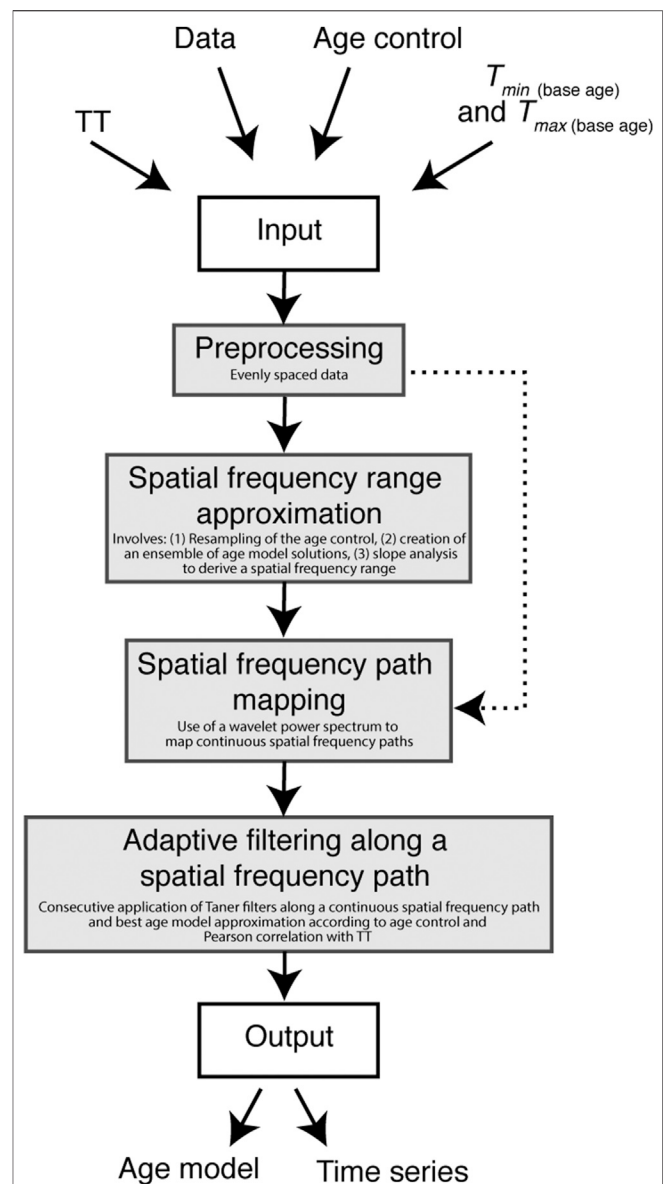 Data
Age control
TT
T min (base age)
and T max (base age)
Input
Preprocessing
Evenly spaced data
Spatial frequency range
approximation
Involves: (1) Resampling of the age control, (2) creation of
an ensemble of age model solutions, (3) slope analysis
to derive a spatial frequency range
Spatial frequency path
mapping
Use of a wavelet power spectrum to
map continuous spatial frequency paths
Adaptive filtering along a
spatial frequency path
Consecutive application of Taner filters along a continuous spatial frequency path
and best age model approximation according to age control and
Pearson correlation with TT
Output
Age model
Time series